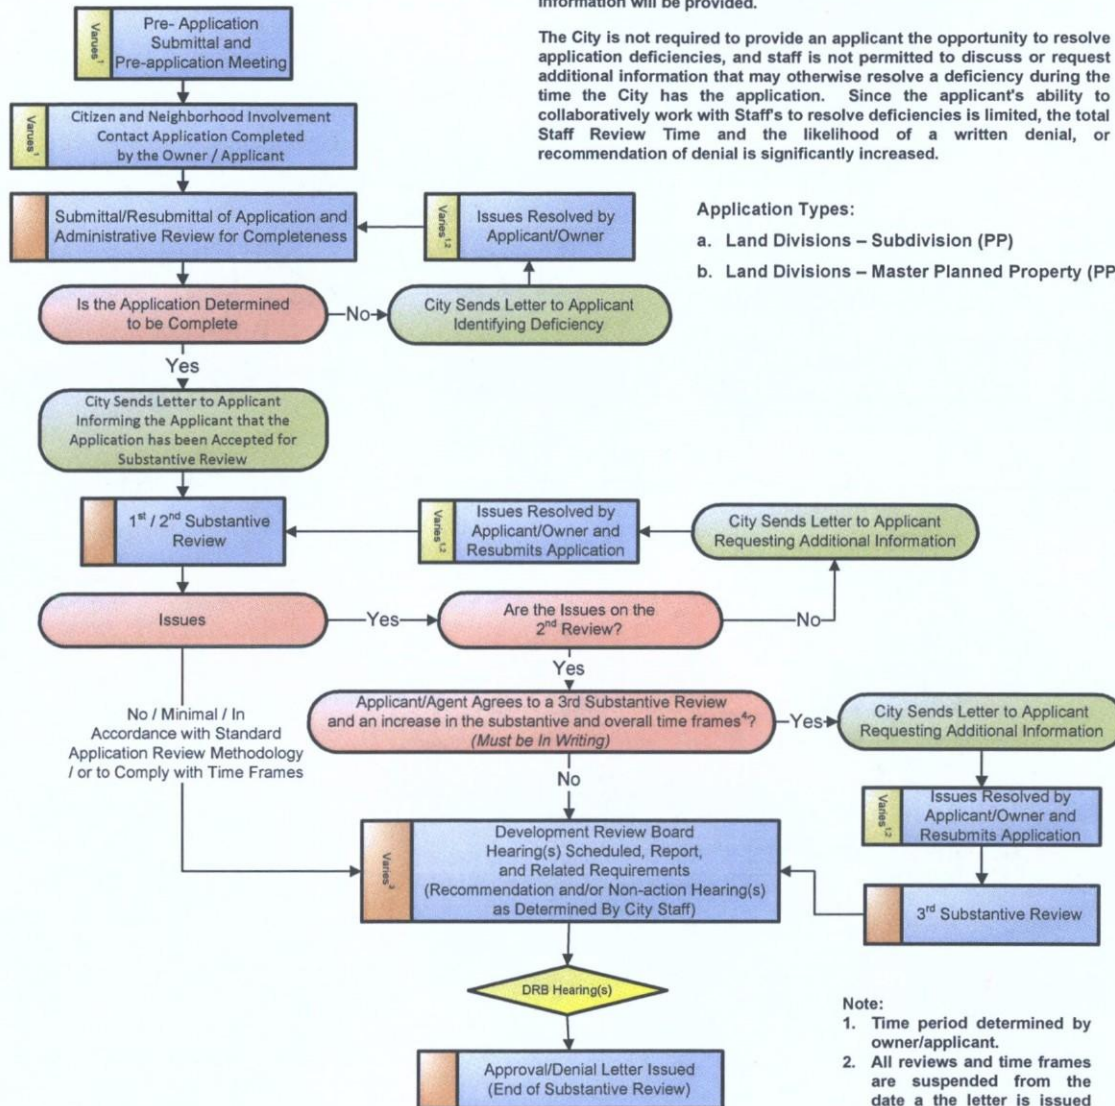 information will be provided.
The City is not required to provide an applicant the opportunity to resolve
application deficiencies, and staff is not permitted to discuss or request
additional information that may otherwise resolve a deficiency during the
time the City has the application. Since the applicant's ability to
collaboratively work with Staff's to resolve deficiencies is limited, the total
Staff Review Time and the likelihood of a written denial, or
recommendation of denial is significantly increased.
Application Types:
a. Land Divisions – Subdivision (PP)
b. Land Divisions – Master Planned Property (PP
Varues¹
Pre- Application
Submittal and
Pre-application Meeting
Varues¹
Citizen and Neighborhood Involvement
Contact Application Completed
by the Owner / Applicant
Submittal/Resubmittal of Application and
Administrative Review for Completeness
Varies¹,²
Issues Resolved by
Applicant/Owner
Is the Application Determined
to be Complete
No
City Sends Letter to Applicant
Identifying Deficiency
Yes
City Sends Letter to Applicant
Informing the Applicant that the
Application has been Accepted for
Substantive Review
1st / 2nd Substantive
Review
Varies¹,²
Issues Resolved by
Applicant/Owner and
Resubmits Application
City Sends Letter to Applicant
Requesting Additional Information
Issues
Yes
Are the Issues on the
2nd Review?
No
Yes
No / Minimal / In
Accordance with Standard
Application Review Methodology
/ or to Comply with Time Frames
Applicant/Agent Agrees to a 3rd Substantive Review
and an increase in the substantive and overall time frames⁴?
(Must be In Writing)
Yes
City Sends Letter to Applicant
Requesting Additional Information
No
Varies¹,²
Issues Resolved by
Applicant/Owner and
Resubmits Application
Varies³
Development Review Board
Hearing(s) Scheduled, Report,
and Related Requirements
(Recommendation and/or Non-action Hearing(s)
as Determined By City Staff)
3rd Substantive Review
DRB Hearing(s)
Approval/Denial Letter Issued
(End of Substantive Review)
Note:
1. Time period determined by
owner/applicant.
2. All reviews and time frames
are suspended from the
date a the letter is issued